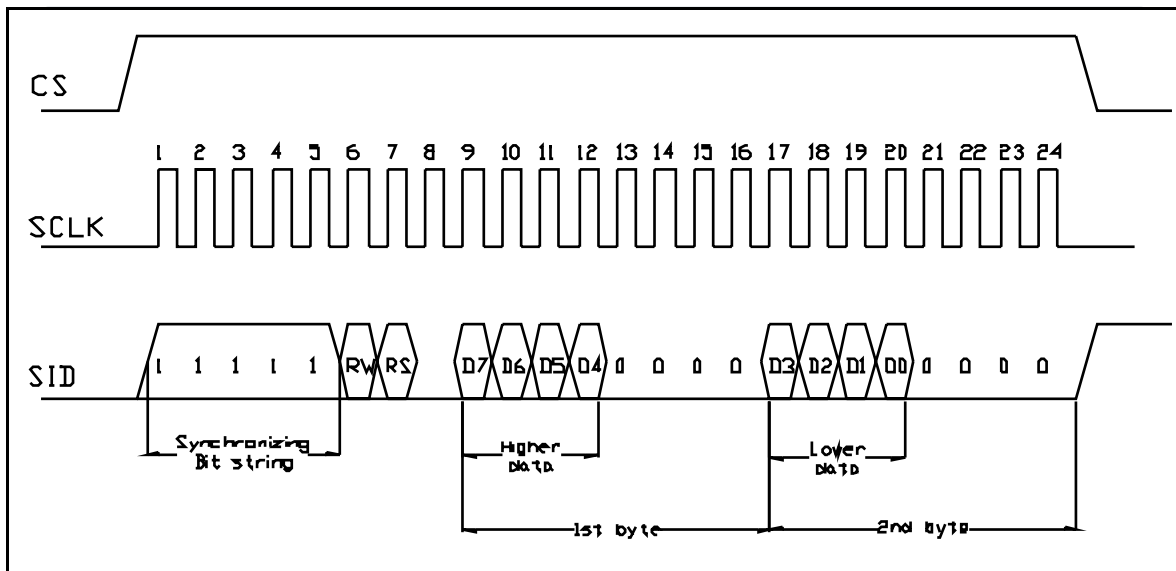 CS
1 2 3 4 5 6 7 8 9 10 11 12 13 14 15 16 17 18 19 20 21 22 23 24
SCLK
SID
1 1 1 1 1 RW RS D7 D6 D5 D4 0 0 0 0 D3 D2 D1 D0 0 0 0 0
Synchronizing
Bit string
Higher
DATA
Lower
DATA
1st byte
2nd byte